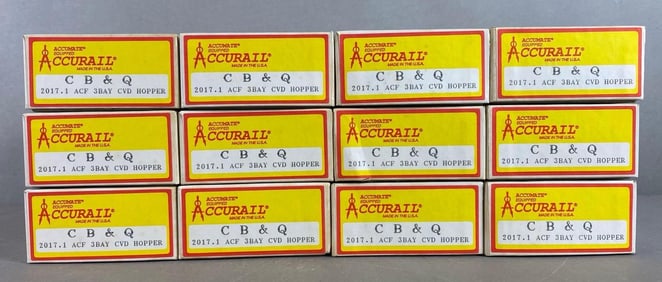 ACCUMATE®
EQUIPPED
ACCURAIL®
MADE IN THE U.S.A.
C B & Q
2017.1 ACF 3BAY CVD HOPPER
ACCUMATE®
EQUIPPED
ACCURAIL®
MADE IN THE U.S.A.
C B & Q
2017.1 ACF 3BAY CVD HOPPER
ACCUMATE®
EQUIPPED
ACCURAIL®
MADE IN THE U.S.A.
C B & Q
2017.1 ACF 3BAY CVD HOPPER
ACCUMATE®
EQUIPPED
ACCURAIL®
MADE IN THE U.S.A.
C B & Q
2017.1 ACF 3BAY CVD HOPPER
ACCUMATE®
EQUIPPED
ACCURAIL®
MADE IN THE U.S.A.
C B & Q
2017.1 ACF 3BAY CVD HOPPER
ACCUMATE®
EQUIPPED
ACCURAIL®
MADE IN THE U.S.A.
C B & Q
2017.1 ACF 3BAY CVD HOPPER
ACCUMATE®
EQUIPPED
ACCURAIL®
MADE IN THE U.S.A.
C B & Q
2017.1 ACF 3BAY CVD HOPPER
ACCUMATE®
EQUIPPED
ACCURAIL®
MADE IN THE U.S.A.
C B & Q
2017.1 ACF 3BAY CVD HOPPER
ACCUMATE®
EQUIPPED
ACCURAIL®
MADE IN THE U.S.A.
C B & Q
2017.1 ACF 3BAY CVD HOPPER
ACCUMATE®
EQUIPPED
ACCURAIL®
MADE IN THE U.S.A.
C B & Q
2017.1 ACF 3BAY CVD HOPPER
ACCUMATE®
EQUIPPED
ACCURAIL®
MADE IN THE U.S.A.
C B & Q
2017.1 ACF 3BAY CVD HOPPER
ACCUMATE®
EQUIPPED
ACCURAIL®
MADE IN THE U.S.A.
C B & Q
2017.1 ACF 3BAY CVD HOPPER